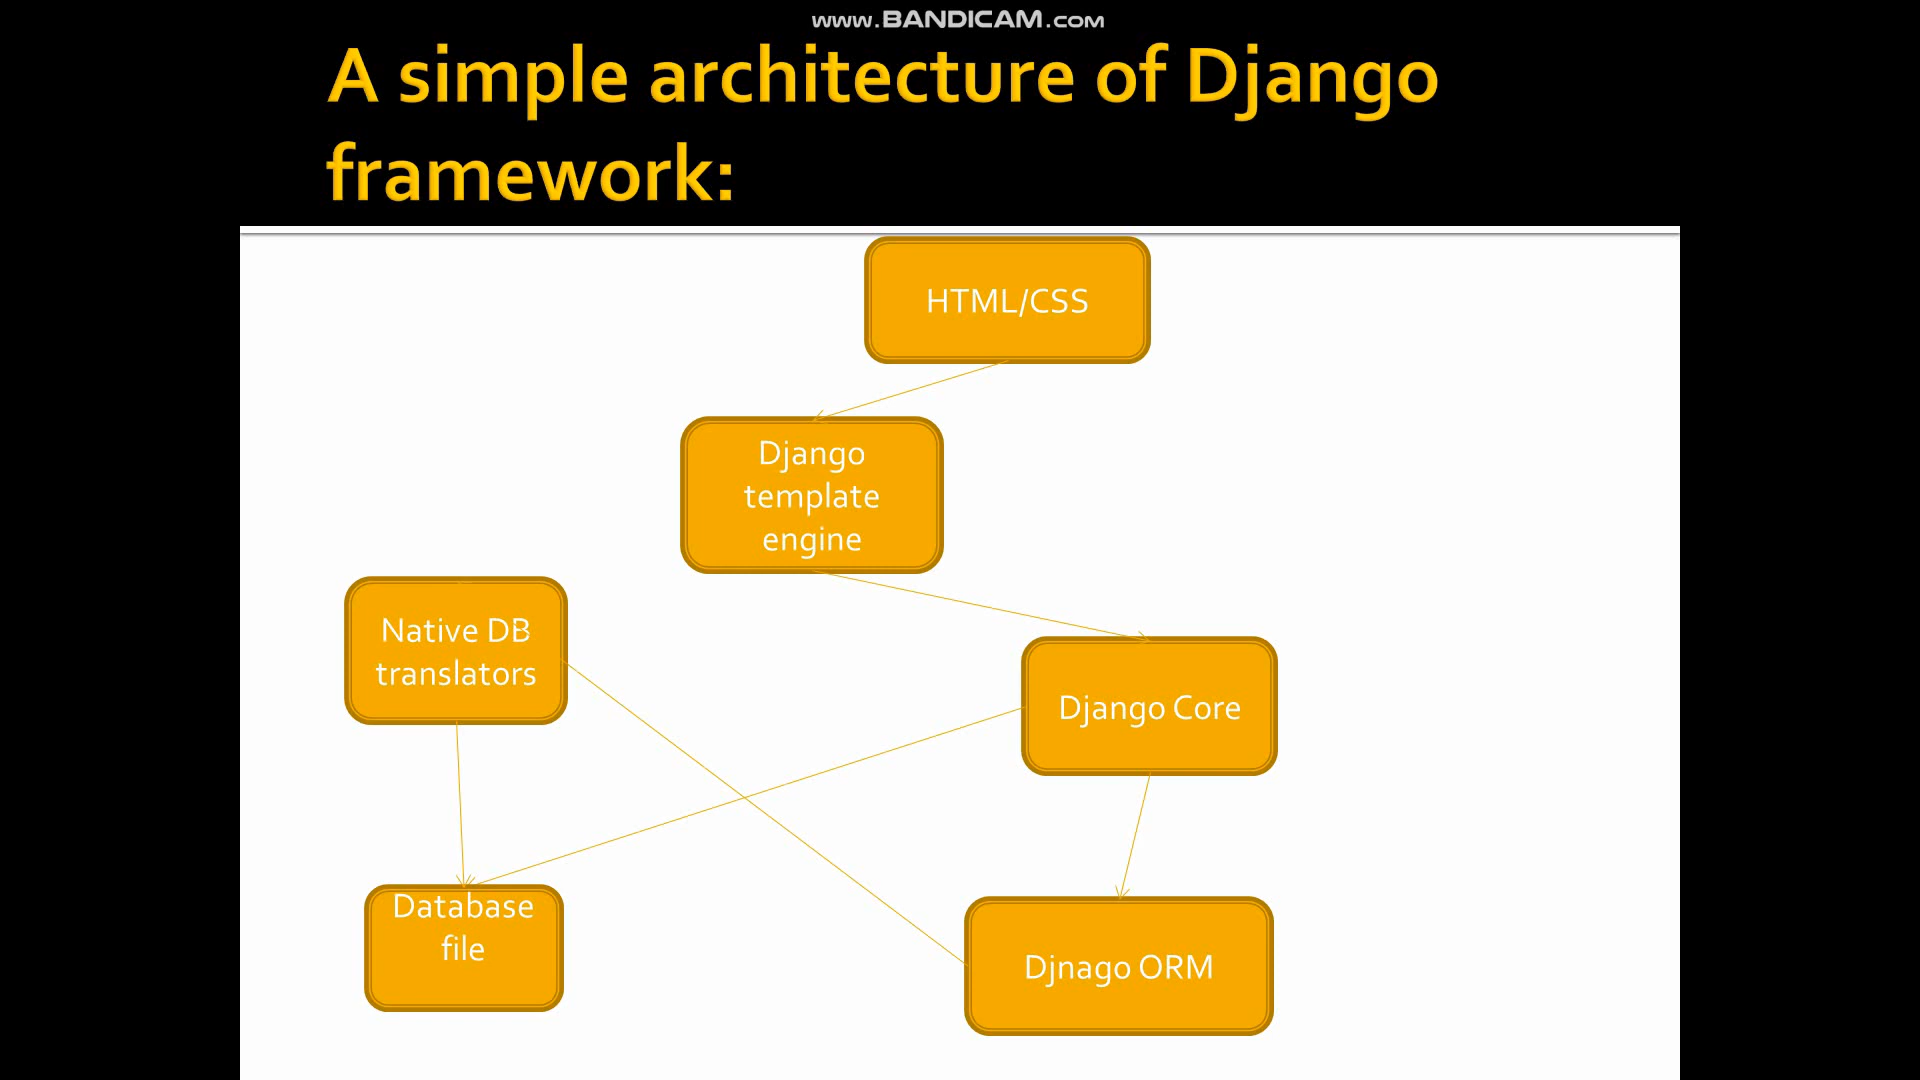 www.BANDICAM.com
A simple architecture of Django
framework:
HTML/CSS
Django
template
engine
Native DB
translators
Django Core
Database
file
Djnago ORM